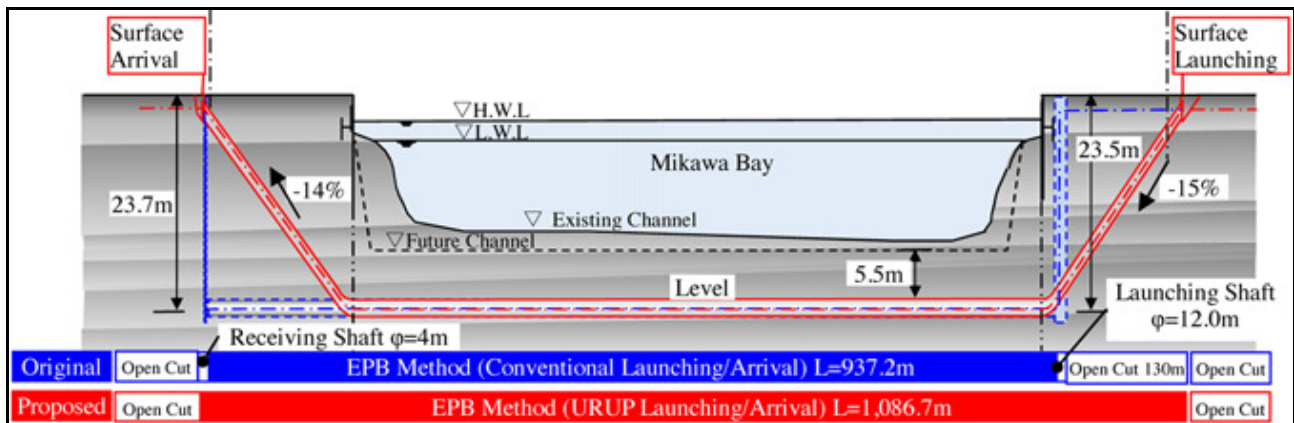 Surface
Arrival
Surface
Launching
▽H.W.L
▽L.W.L
Mikawa Bay
23.5m
-14%
-15%
23.7m
▽ Existing Channel
▽Future Channel
5.5m
Level
Launching Shaft
φ=12.0m
Receiving Shaft φ=4m
Original
Open Cut
EPB Method (Conventional Launching/Arrival) L=937.2m
Open Cut 130m
Open Cut
Proposed
Open Cut
EPB Method (URUP Launching/Arrival) L=1,086.7m
Open Cut